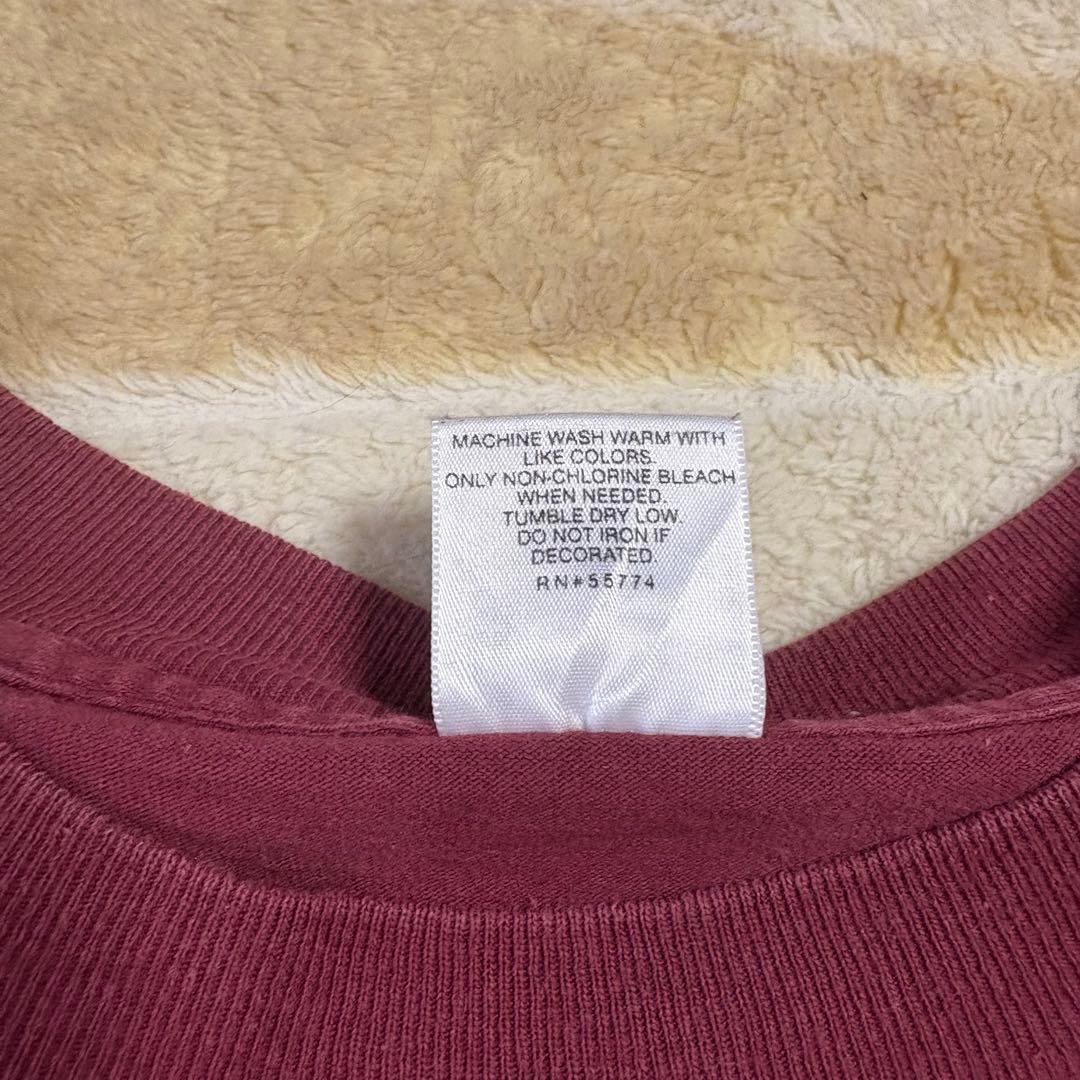 MACHINE WASH WARM WITH
LIKE COLORS.
ONLY NON-CHLORINE BLEACH
WHEN NEEDED.
TUMBLE DRY LOW.
DO NOT IRON IF
DECORATED.
RN#55774